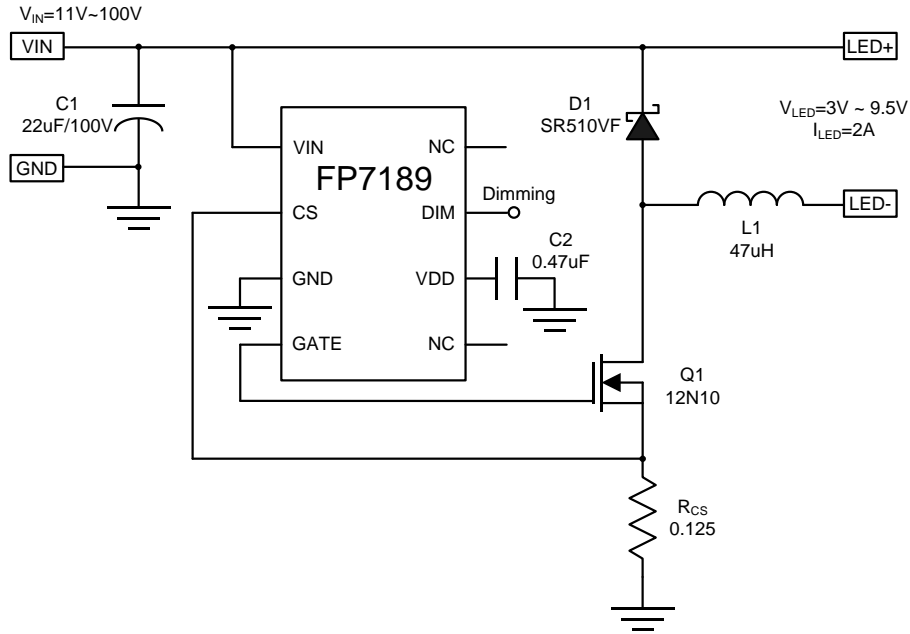 VIN=11V~100V
VIN
LED+
C1
22uF/100V
D1
SR510VF
VLED=3V ~ 9.5V
ILED=2A
VIN
NC
GND
FP7189
Dimming
CS
DIM
LED-
L1
47uH
C2
0.47uF
GND
VDD
GATE
NC
Q1
12N10
RCS
0.125